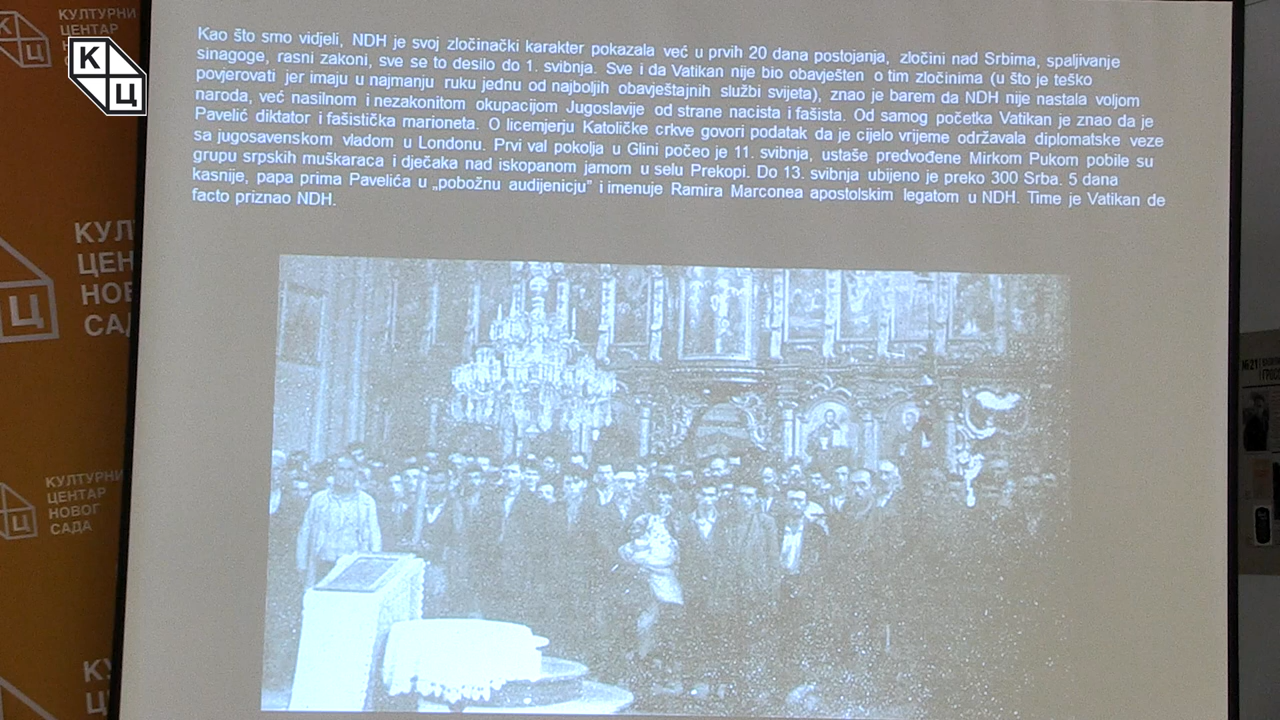 КУЛТУРНИ
ЦЕНТАР
К
Ц
Kao što smo vidjeli, NDH je svoj zločinački karakter pokazala već u prvih 20 dana postojanja, zločini nad Srbima, spaljivanje
sinagoge, rasni zakoni, sve se to desilo do 1. svibnja. Sve i da Vatikan nije bio obavješten o tim zločinima (u što je teško
povjerovati jer imaju u najmanju ruku jednu od najboljih obavještajnih službi svijeta), znao je barem da NDH nije nastala voljom
naroda, već nasilnom i nezakonitom okupacijom Jugoslavije od strane nacista i fašista. Od samog početka Vatikan je znao da je
Pavelić diktator i fašistička marioneta. O licemjerju Katoličke crkve govori podatak da je cijelo vrijeme održavala diplomatske veze
sa jugosavenskom vladom u Londonu. Prvi val pokolja u Glini počeo je 11. svibnja, ustaše predvođene Mirkom Pukom pobile su
grupu srpskih muškaraca i dječaka nad iskopanom jamom u selu Prekopi. Do 13. svibnja ubijeno je preko 300 Srba. 5 dana
kasnije, papa prima Pavelića u „pobožnu audijenicju” i imenuje Ramira Marconea apostolskim legatom u NDH. Time je Vatikan de
facto priznao NDH.
КУЛ
ЦЕН
НОВ
САД
Ц
КУЛТУРНИ
ЦЕНТАР
НОВОГ
САДА
№21